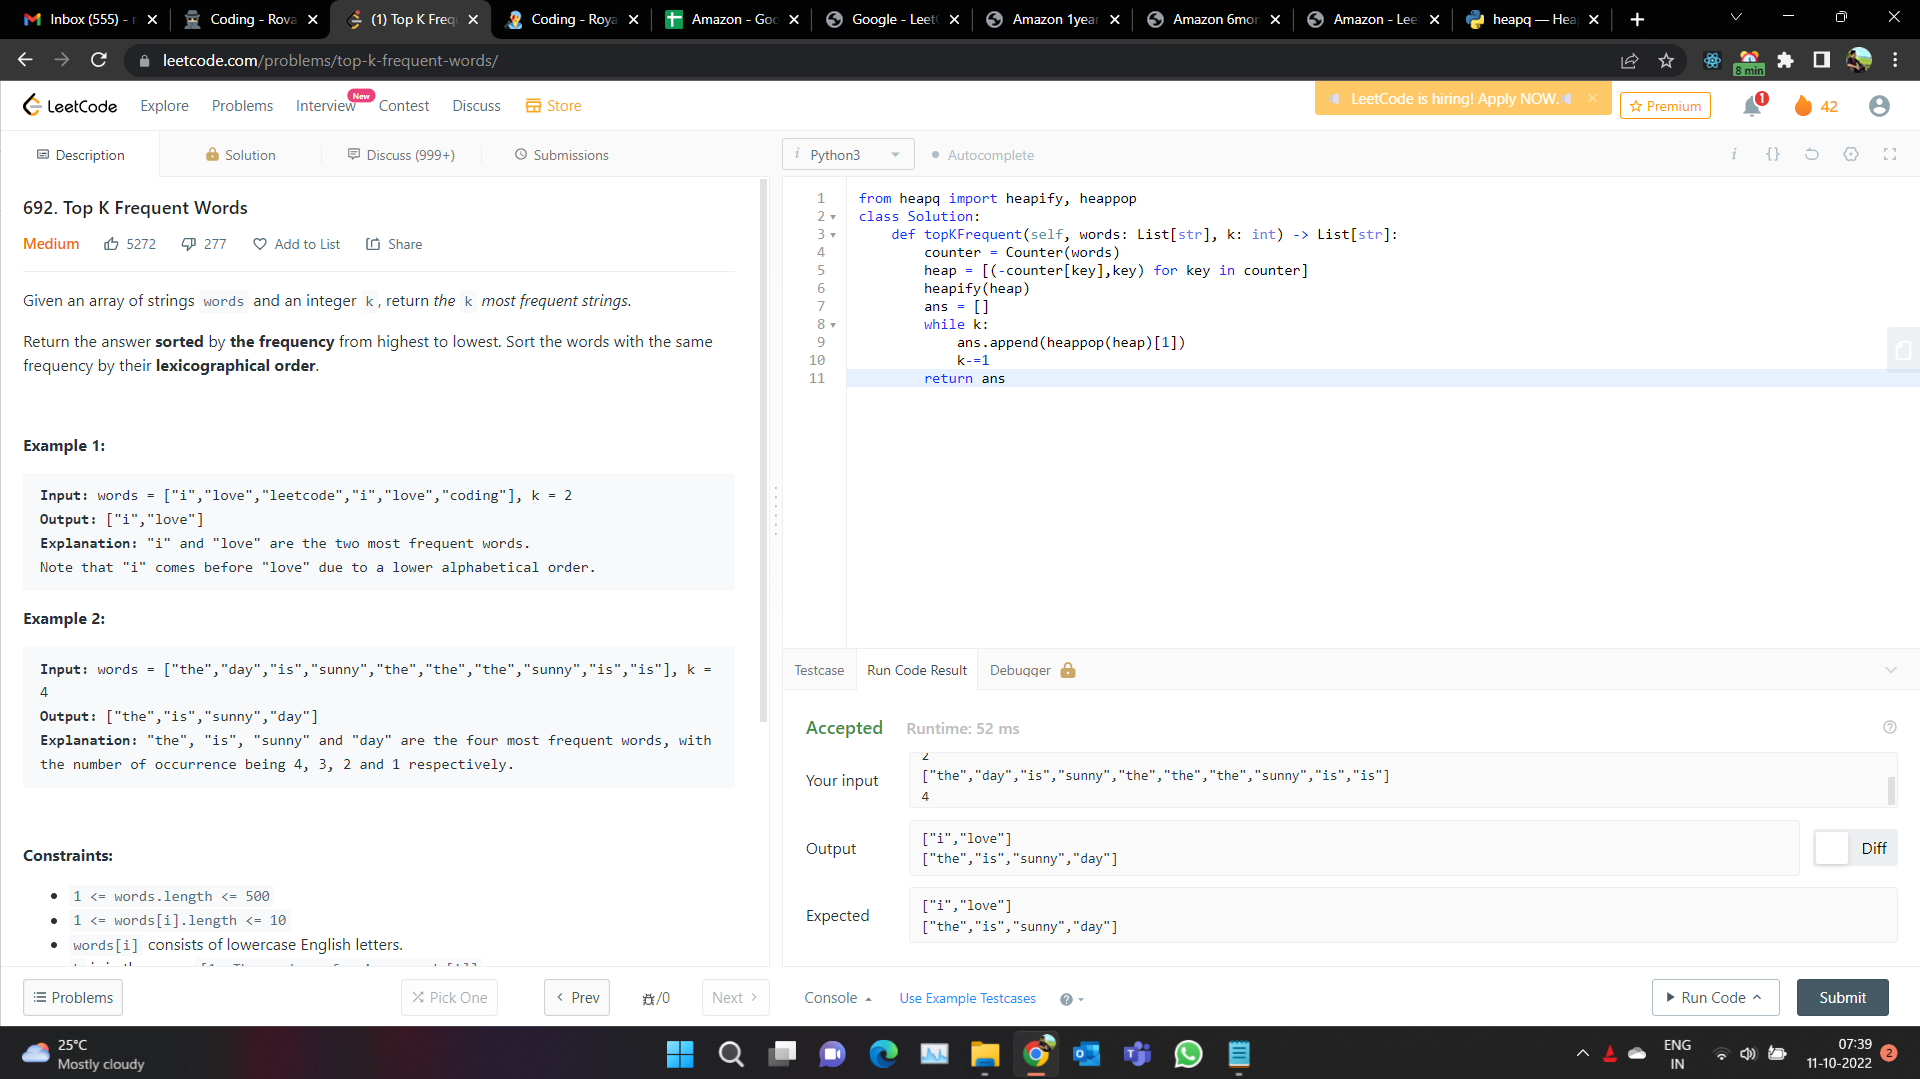 Inbox (555) -
Coding - Rova
(1) Top K Freq
Coding - Roya
Amazon - Goo
Google - Leet
Amazon 1year
Amazon 6mon
Amazon - Lee
heapq — Hea
leetcode.com/problems/top-k-frequent-words/
8 min
LeetCode
Explore
Problems
Interview
New
Contest
Discuss
Store
LeetCode is hiring! Apply NOW.
Premium
1
42
Description
Solution
Discuss (999+)
Submissions
i Python3
Autocomplete
692. Top K Frequent Words
Medium 5272 277 Add to List Share
Given an array of strings words and an integer k, return the k most frequent strings.
Return the answer sorted by the frequency from highest to lowest. Sort the words with the same
frequency by their lexicographical order.
Example 1:
Input: words = ["i","love","leetcode","i","love","coding"], k = 2
Output: ["i","love"]
Explanation: "i" and "love" are the two most frequent words.
Note that "i" comes before "love" due to a lower alphabetical order.
Example 2:
Input: words = ["the","day","is","sunny","the","the","the","sunny","is","is"], k =
4
Output: ["the","is","sunny","day"]
Explanation: "the", "is", "sunny" and "day" are the four most frequent words, with
the number of occurrence being 4, 3, 2 and 1 respectively.
Constraints:
1 <= words.length <= 500
1 <= words[i].length <= 10
words[i] consists of lowercase English letters.
Problems
Pick One
Prev
/0
Next
1 from heapq import heapify, heappop
2 class Solution:
3 def topKFrequent(self, words: List[str], k: int) -> List[str]:
4 counter = Counter(words)
5 heap = [(-counter[key],key) for key in counter]
6 heapify(heap)
7 ans = []
8 while k:
9 ans.append(heappop(heap)[1])
10 k-=1
11 return ans
Testcase
Run Code Result
Debugger
Accepted Runtime: 52 ms
Your input
2
["the","day","is","sunny","the","the","the","sunny","is","is"]
4
Output
["i","love"]
["the","is","sunny","day"]
Diff
Expected
["i","love"]
["the","is","sunny","day"]
Console
Use Example Testcases
Run Code
Submit
25°C
Mostly cloudy
ENG
IN
07:39
11-10-2022
2